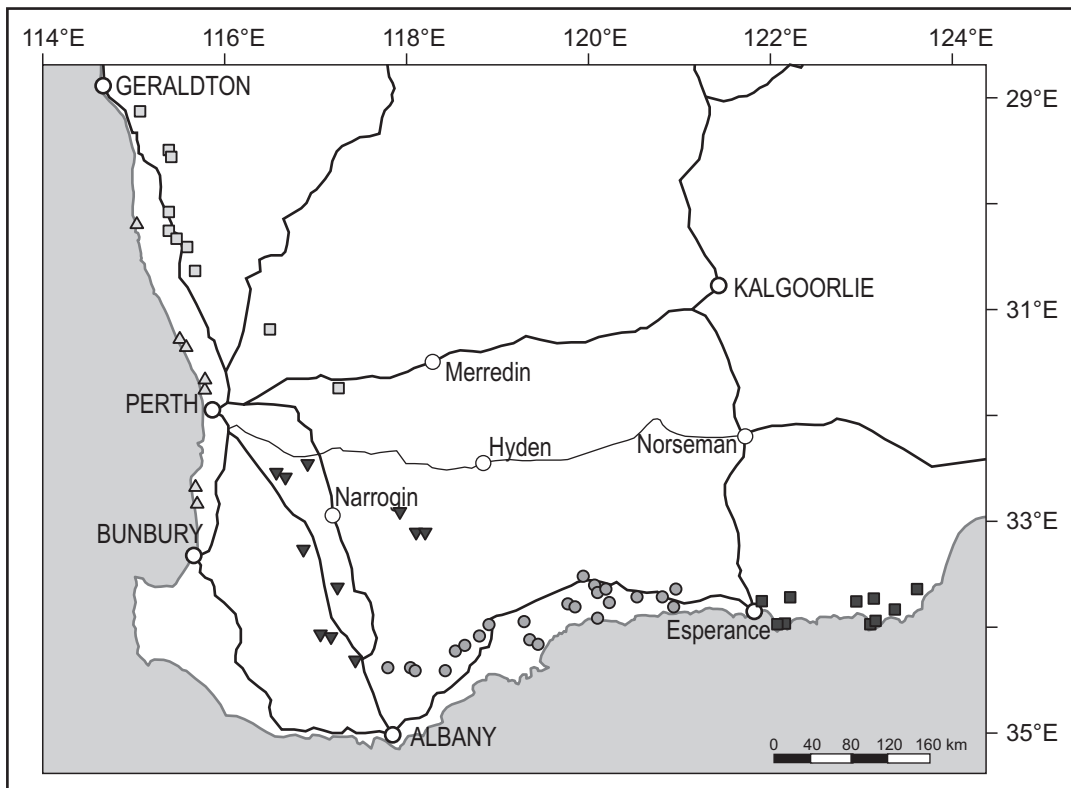 114°E 116°E 118°E 120°E 122°E 124°E
GERALDTON
29°E
KALGOORLIE
31°E
Merredin
PERTH
Hyden
Norseman
Narrogin
33°E
BUNBURY
Esperance
ALBANY
35°E
0 40 80 120 160 km